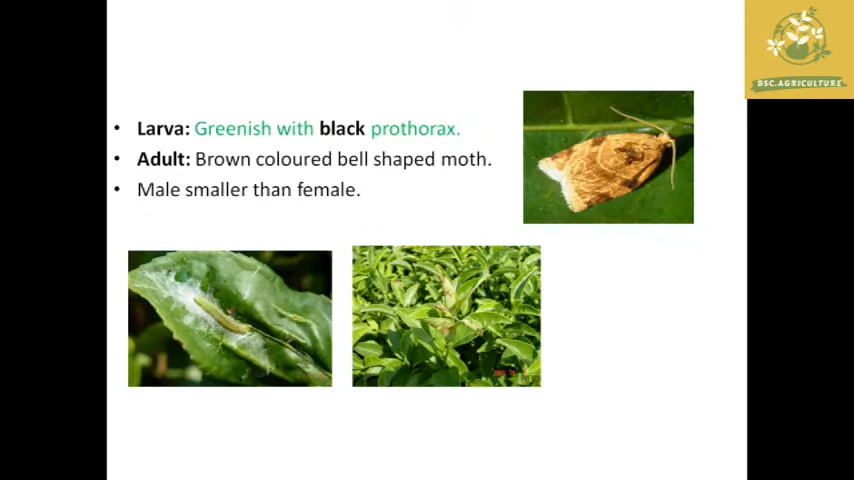 BSC.AGRICULTURE
• Larva: Greenish with black prothorax.
• Adult: Brown coloured bell shaped moth.
• Male smaller than female.